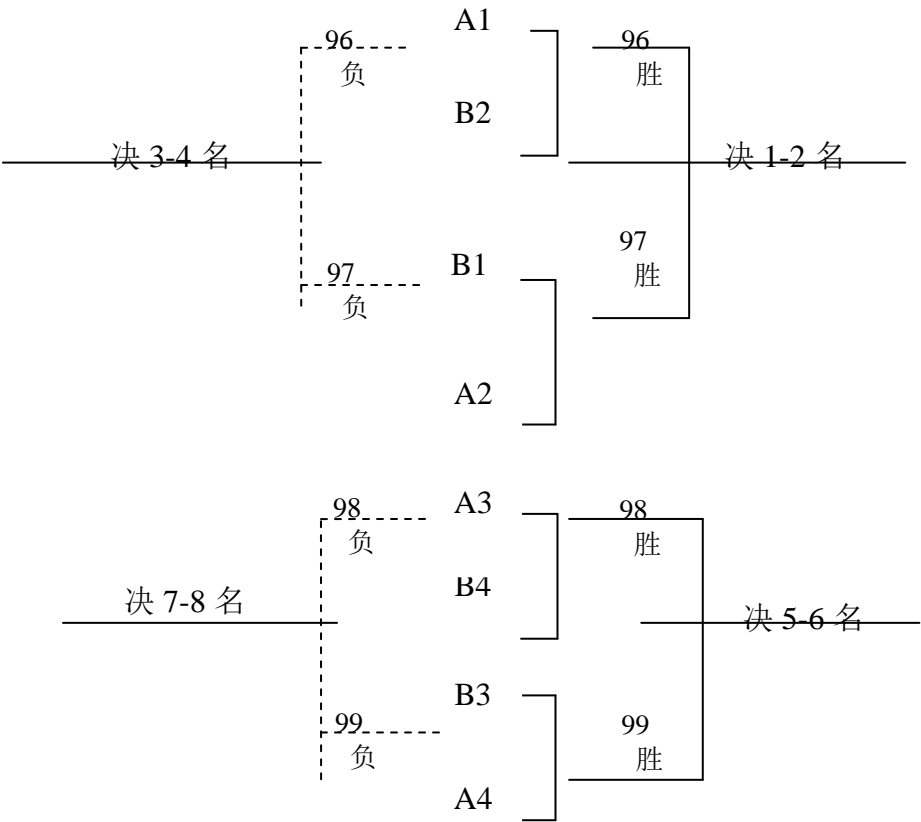 A1
96 96
负 胜
B2
决 3-4 名 决 1-2 名
97 B1 97
负 胜
A2
98 A3 98
负 胜
B4
决 7-8 名 决 5-6 名
B3
99 99
负 胜
A4